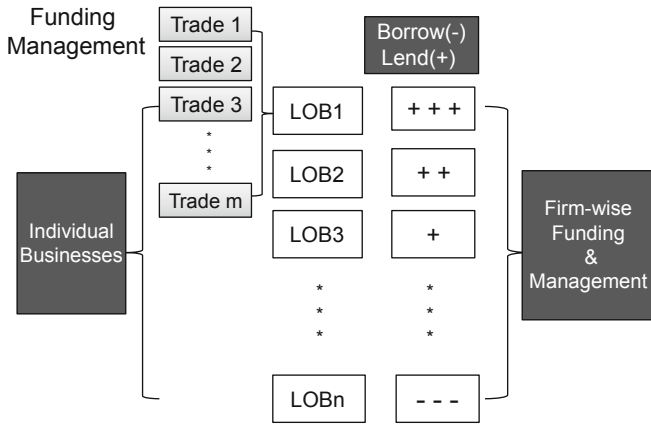 Funding
Management
Trade 1
Trade 2
Trade 3
*
*
*
Trade m
Borrow(-)
Lend(+)
LOB1
+ + +
LOB2
+ +
LOB3
+
* *
* *
* *
LOBn
- - -
Individual
Businesses
Firm-wise
Funding
&
Management